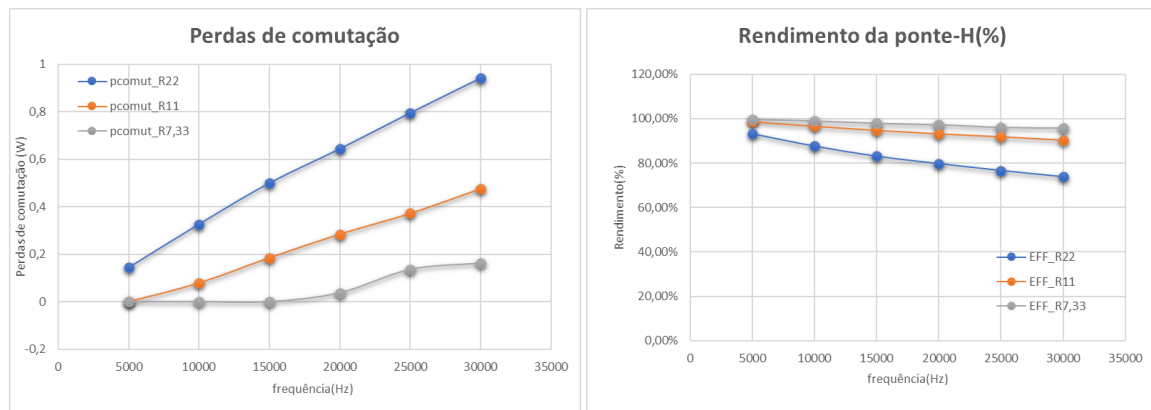 Perdas de comutação
1
0,8
0,6
0,4
0,2
0
-0,2
Perdas de comutação (W)
pcomut_R22
pcomut_R11
pcomut_R7,33
0 5000 10000 15000 20000 25000 30000 35000
frequência(Hz)
Rendimento da ponte-H(%)
120,00%
100,00%
80,00%
60,00%
40,00%
20,00%
0,00%
Rendimento(%)
EFF_R22
EFF_R11
EFF_R7,33
0 5000 10000 15000 20000 25000 30000 35000
frequência(Hz)